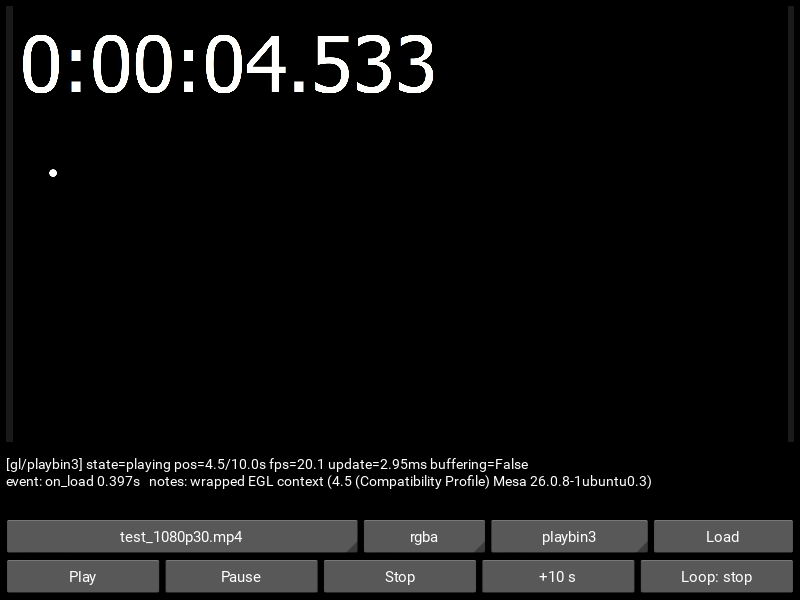 0:00:04.533
[gl/playbin3] state=playing pos=4.5/10.0s fps=20.1 update=2.95ms buffering=False
event: on_load 0.397s  notes: wrapped EGL context (4.5 (Compatibility Profile) Mesa 26.0.8-1ubuntu0.3)
test_1080p30.mp4 rgba playbin3 Load
Play Pause Stop +10 s Loop: stop